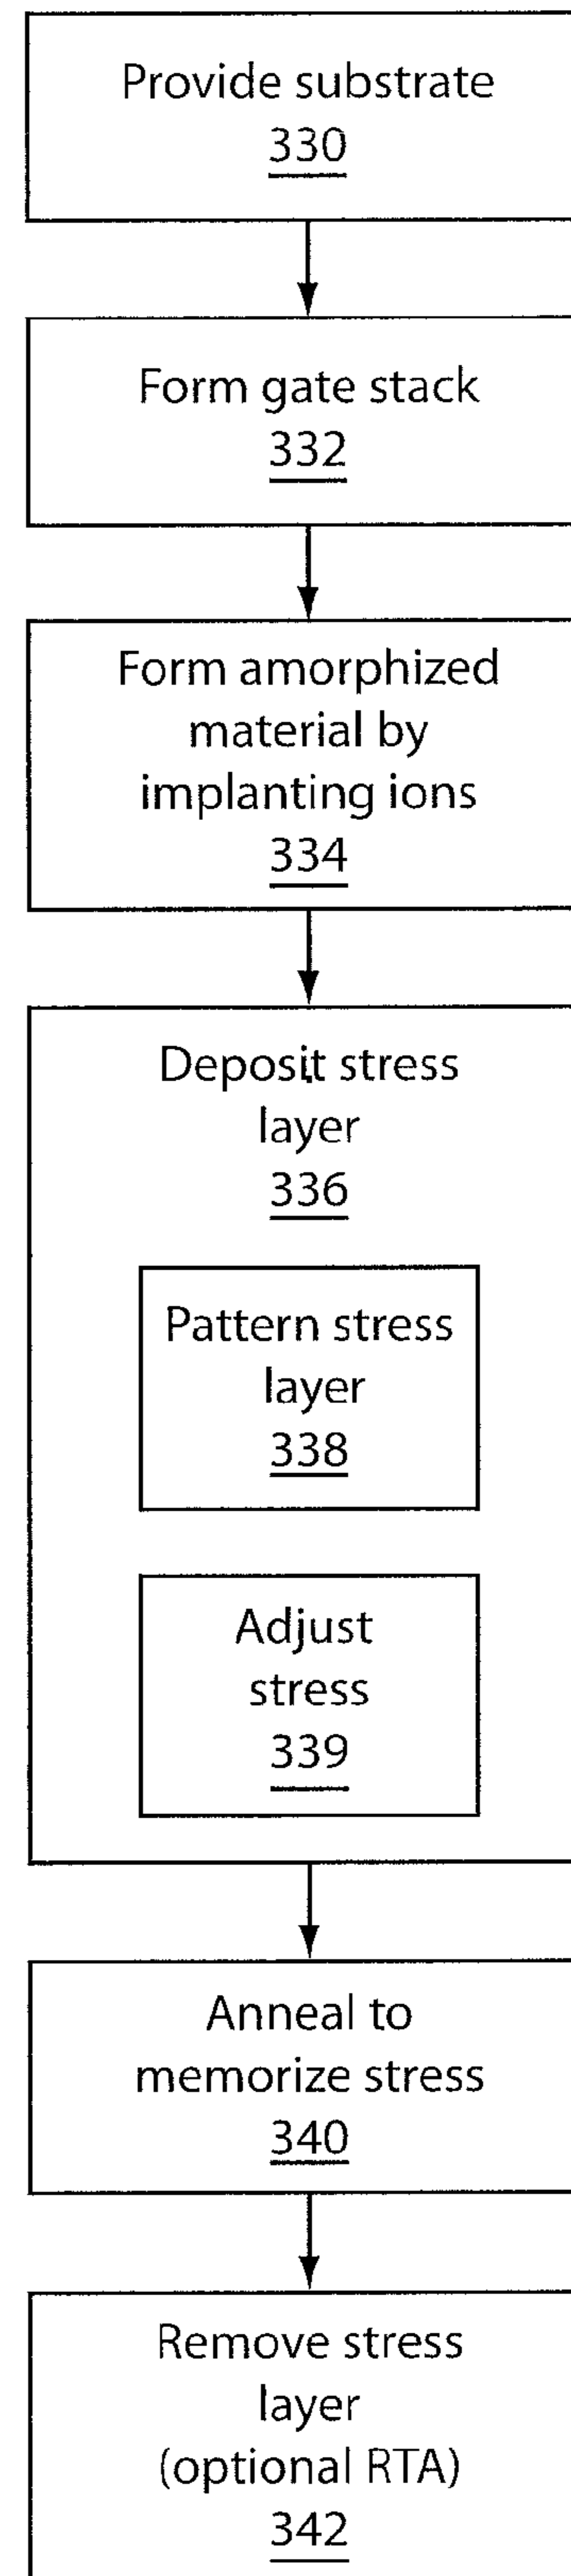 Provide substrate
330
Form gate stack
332
Form amorphized
material by
implanting ions
334
Deposit stress
layer
336
Pattern stress
layer
338
Adjust
stress
339
Anneal to
memorize stress
340
Remove stress
layer
(optional RTA)
342